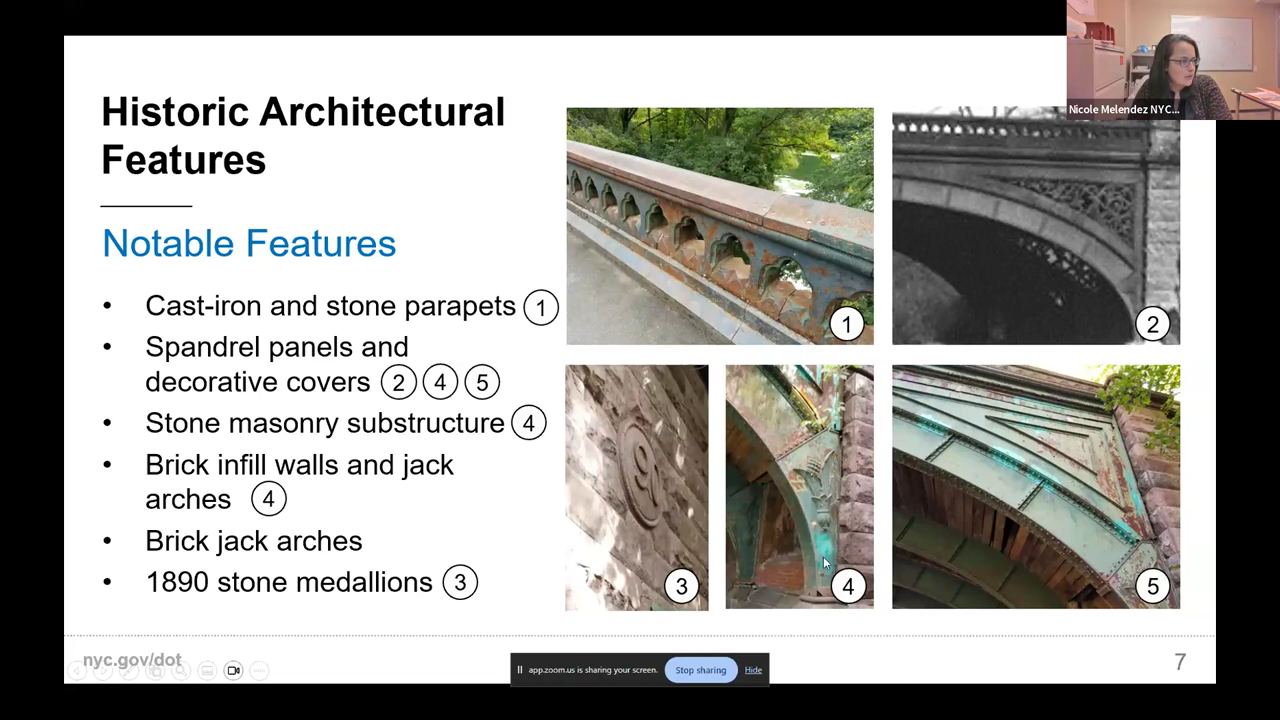 Historic Architectural
Features
Notable Features
• Cast-iron and stone parapets 1
• Spandrel panels and
decorative covers 2 4 5
• Stone masonry substructure 4
• Brick infill walls and jack
arches 4
• Brick jack arches
• 1890 stone medallions 3
1
2
3
4
5
Nicole Melendez NYC...
nyc.gov/dot
app.zoom.us is sharing your screen. Stop sharing Hide
7